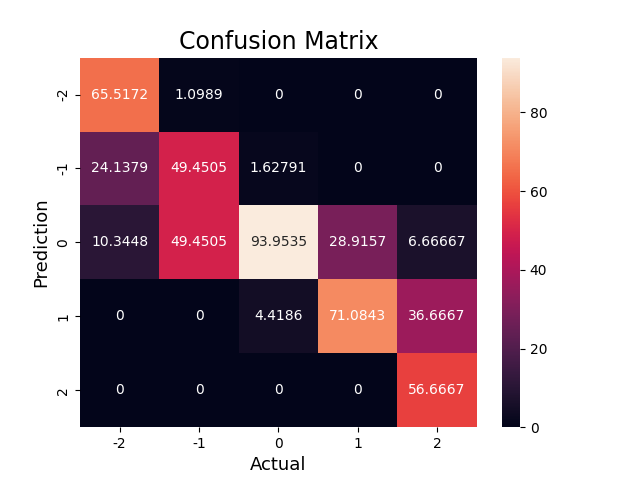 Confusion Matrix
-2 65.5172 1.0989 0 0 0
-1 24.1379 49.4505 1.62791 0 0
0 10.3448 49.4505 93.9535 28.9157 6.66667
1 0 0 4.4186 71.0843 36.6667
2 0 0 0 0 56.6667
-2 -1 0 1 2
Prediction
Actual
80
60
40
20
0